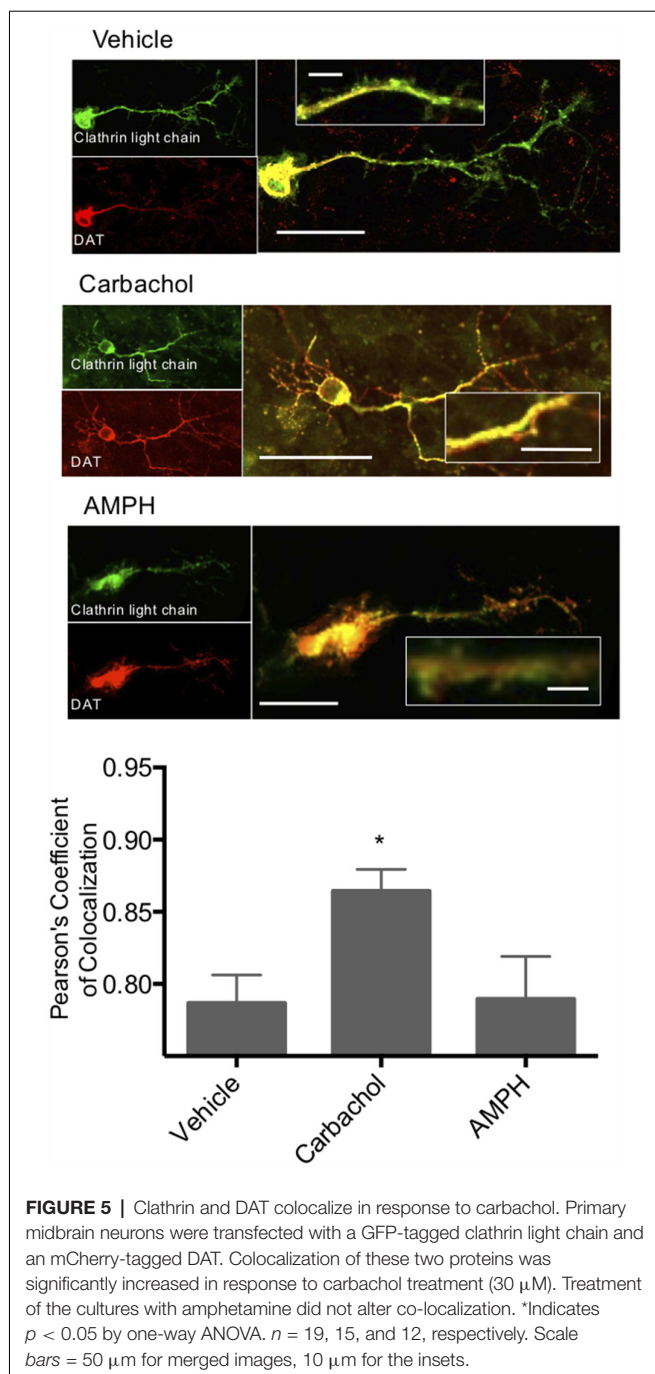 Vehicle
Clathrin light chain
DAT
Carbachol
Clathrin light chain
DAT
AMPH
Clathrin light chain
DAT
Pearson's Coefficient
of Colocalization
0.95
0.90
0.85
0.80
*
Vehicle
Carbachol
AMPH
FIGURE 5 | Clathrin and DAT colocalize in response to carbachol. Primary
midbrain neurons were transfected with a GFP-tagged clathrin light chain and
an mCherry-tagged DAT. Colocalization of these two proteins was
significantly increased in response to carbachol treatment (30 μM). Treatment
of the cultures with amphetamine did not alter co-localization. *Indicates
p < 0.05 by one-way ANOVA. n = 19, 15, and 12, respectively. Scale
bars = 50 μm for merged images, 10 μm for the insets.